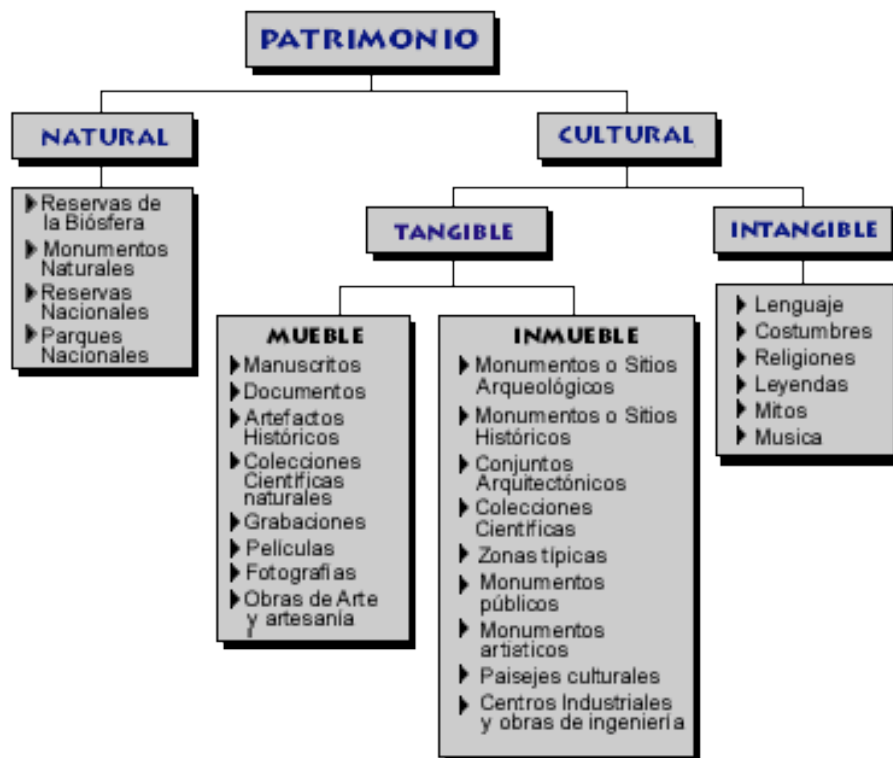 PATRIMONIO
NATURAL
CULTURAL
Reservas de
la Biósfera
Monumentos
Naturales
Reservas
Nacionales
Parques
Nacionales
TANGIBLE
INTANGIBLE
MUEBLE
Manuscritos
Documentos
Artefactos
Históricos
Colecciones
Científicas
naturales
Grabaciones
Películas
Fotografías
Obras de Arte
y artesanía
INMUEBLE
Monumentos o Sitios
Arqueológicos
Monumentos o Sitios
Históricos
Conjuntos
Arquitectónicos
Colecciones
Científicas
Zonas típicas
Monumentos
públicos
Monumentos
artiaticos
Paisejes culturales
Centros Industriales
y obras de ingeniería
Lenguaje
Costumbres
Religiones
Leyendas
Mitos
Musica